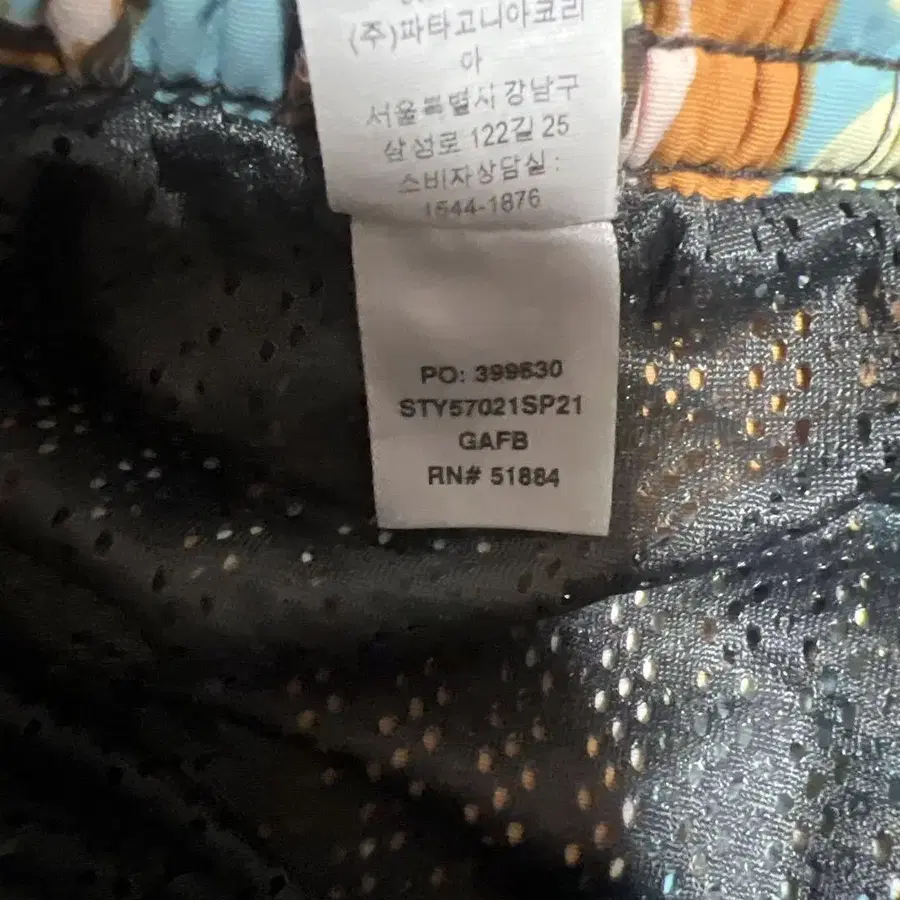 (주)파타고니아코리
아
서울특별시 강남구
삼성로 122길 25
소비자상담실 :
1544-1876
PO: 399630
STY57021SP21
GAFB
RN# 51884